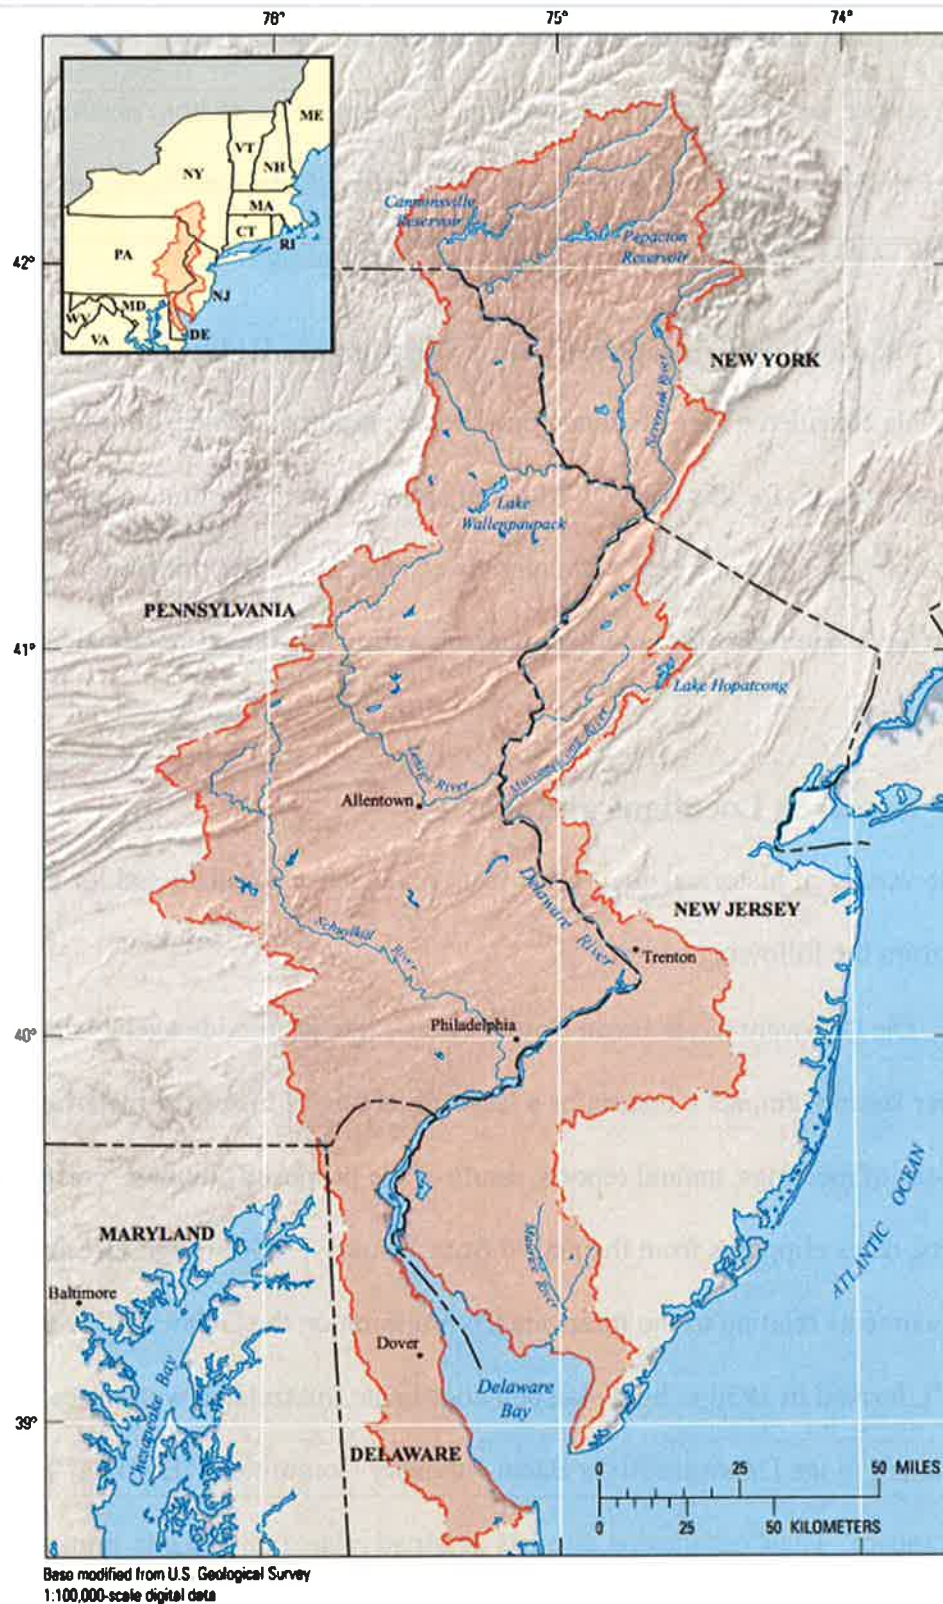 76°
75°
74°
ME
VT
NH
NY
MA
CT
RI
PA
NJ
MD
WV
DE
VA
42°
41°
40°
39°
Cannonsville
Reservoir
Pepacton
Reservoir
NEW YORK
Neversink River
Lake
Wallenpaupack
PENNSYLVANIA
Lake Hopatcong
Musconetcong River
Lehigh River
Allentown
Delaware River
NEW JERSEY
Schuylkill River
Trenton
Philadelphia
MARYLAND
Baltimore
Maurice River
ATLANTIC OCEAN
Dover
Chesapeake Bay
Delaware
Bay
DELAWARE
0 25 50 MILES
0 25 50 KILOMETERS
Base modified from U.S. Geological Survey
1:100,000-scale digital data